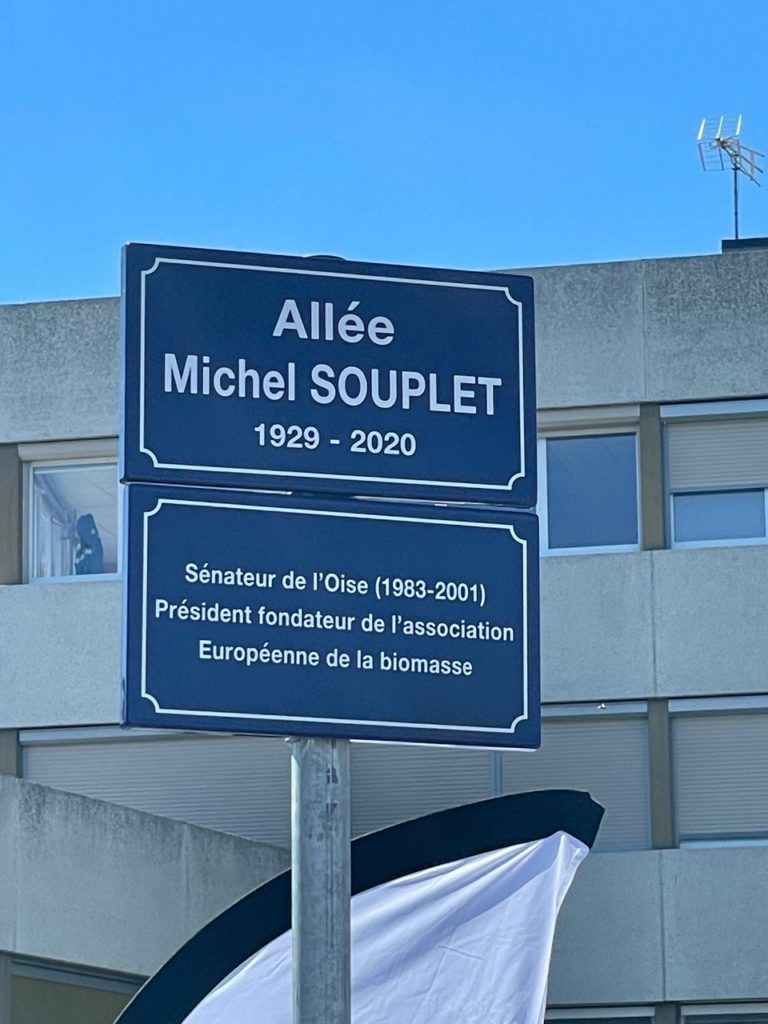 Allée
Michel SOUPLET
1929 - 2020
Sénateur de l'Oise (1983-2001)
Président fondateur de l'association
Européenne de la biomasse